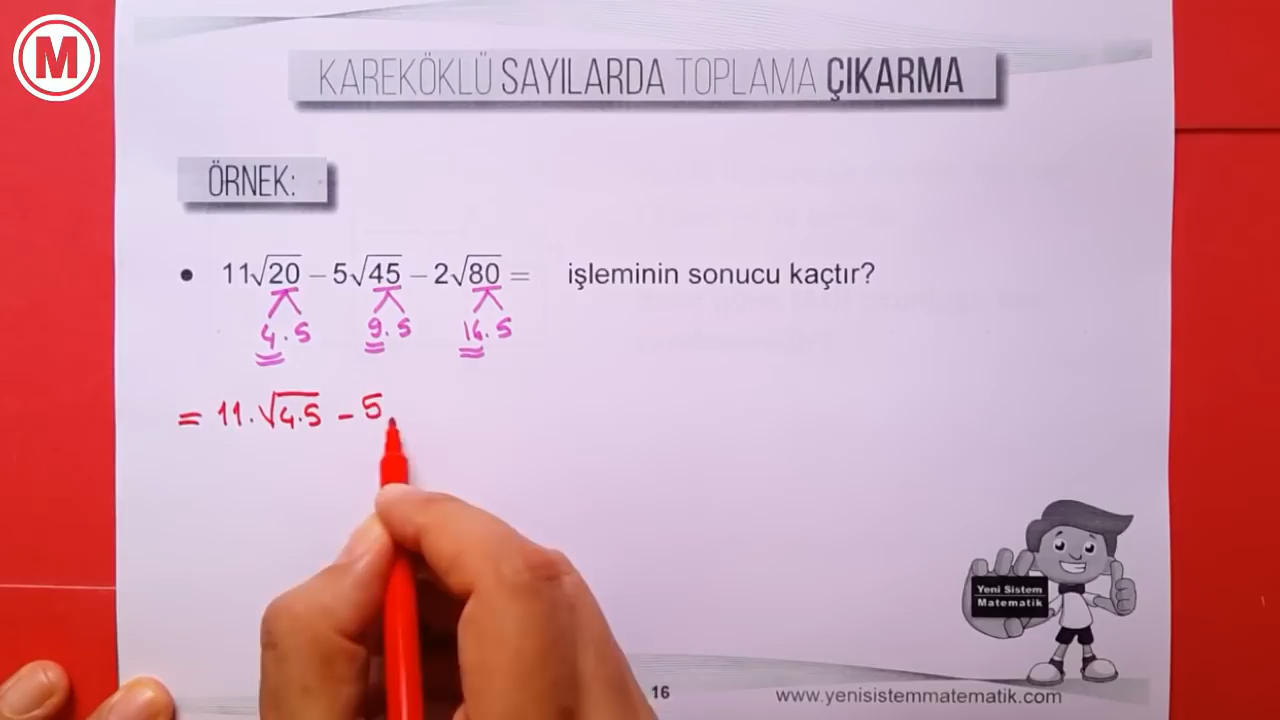 M
KAREKÖKLÜ SAYILARDA TOPLAMA ÇIKARMA
ÖRNEK:
• 11√20 – 5√45 – 2√80 = işleminin sonucu kaçtır?
4.5 9.5 16.5
= 11.√4.5 – 5.
Yeni Sistem
Matematik
16 www.yenisistemmatematik.com